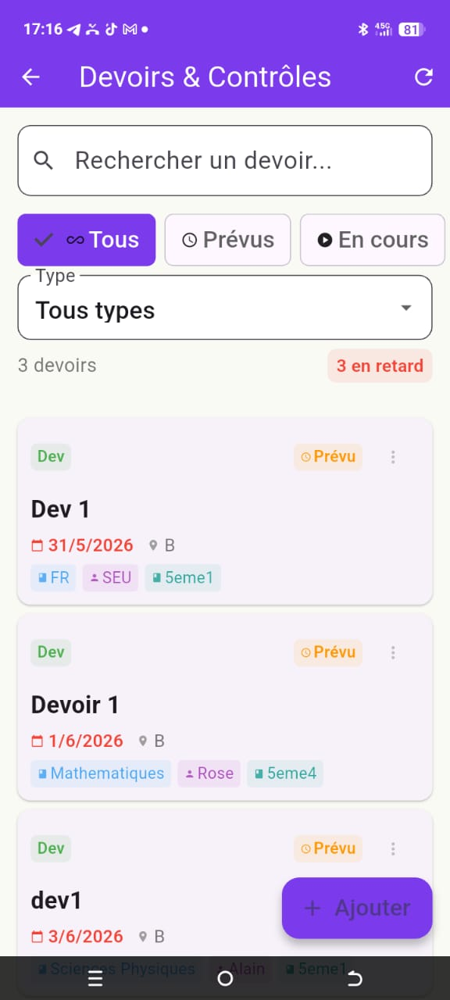 17:16 4.5G 81
Devoirs & Contrôles
Rechercher un devoir...
Tous Prévus En cours
Type
Tous types
3 devoirs 3 en retard
Dev Prévu
Dev 1
31/5/2026 B
FR SEU 5eme1
Dev Prévu
Devoir 1
1/6/2026 B
Mathematiques Rose 5eme4
Dev Prévu
dev1
+ Ajouter
3/6/2026 B
Sciences Physiques Alain 5eme1